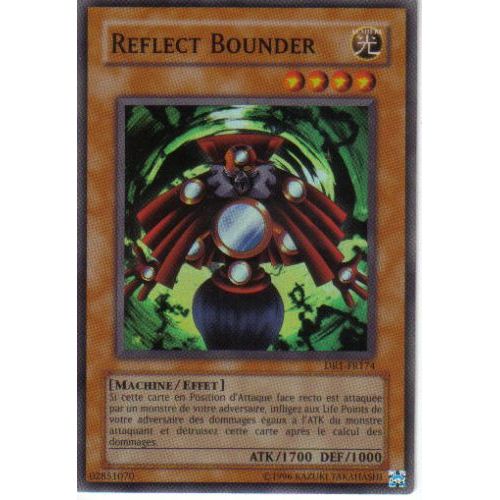 Reflect Bounder
LUMIERE
光
DR1-FR174
[Machine/Effet]
Si cette carte en Position d'Attaque face recto est attaquée
par un monstre de votre adversaire, infligez aux Life Points de
votre adversaire des dommages égaux à l'ATK du monstre
attaquant et détruisez cette carte après le calcul des
dommages.
ATK/1700 DEF/1000
02851070
©1996 KAZUKI TAKAHASHI